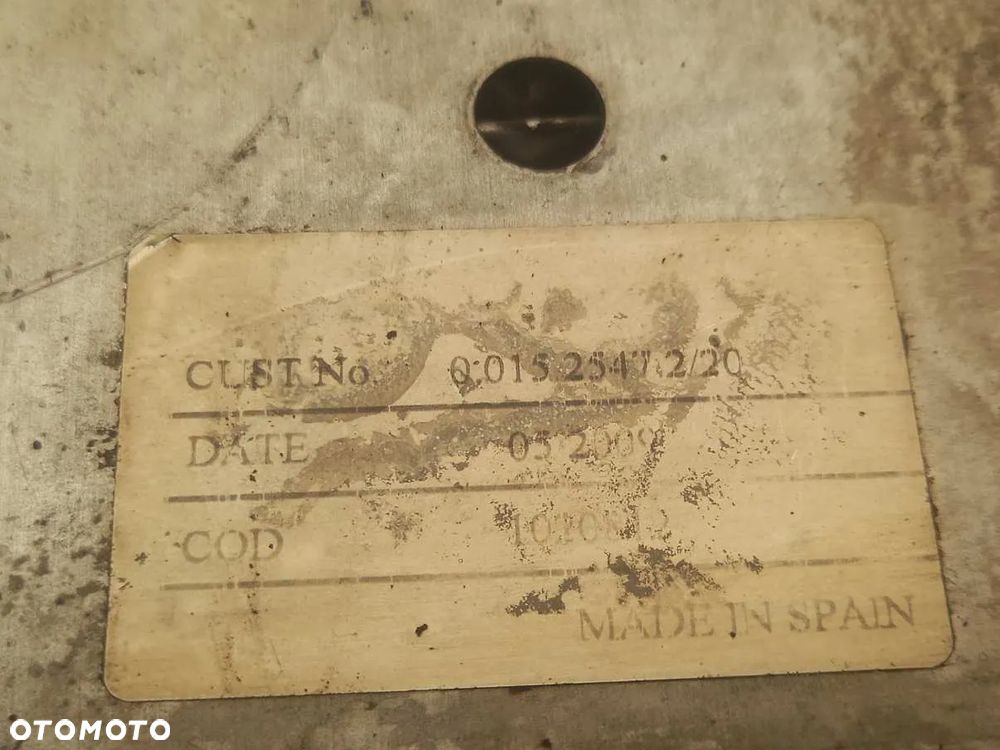 CUST.No. 0.015.2547.2/20
DATE 05/2009
COD
MADE IN SPAIN
OTOMOTO